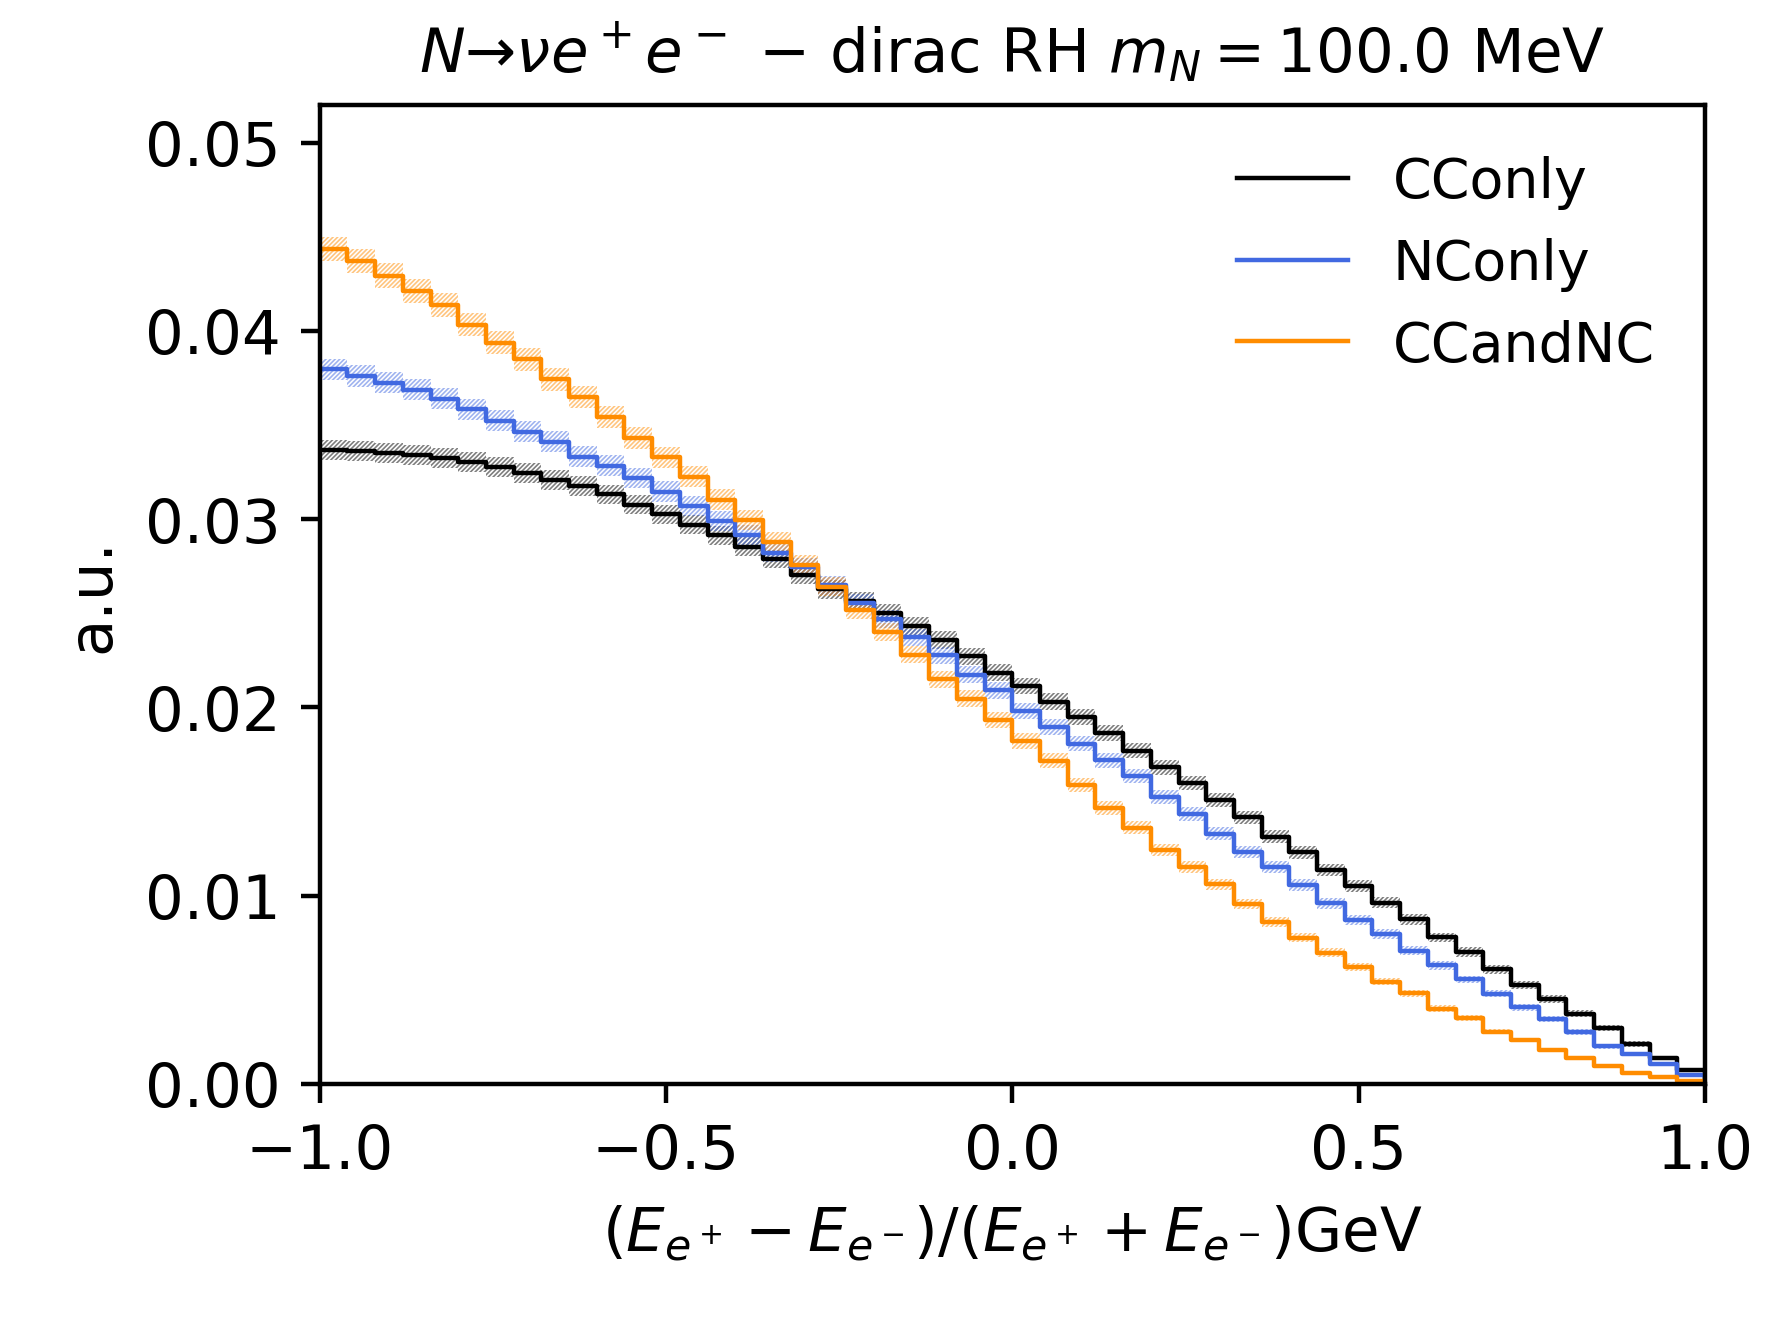 N→νe⁺e⁻ − dirac RH m_N = 100.0 MeV
0.05
0.04
0.03
0.02
0.01
0.00
a.u.
CConly
NConly
CCandNC
−1.0 −0.5 0.0 0.5 1.0
(E_e⁺ − E_e⁻)/(E_e⁺ + E_e⁻)GeV